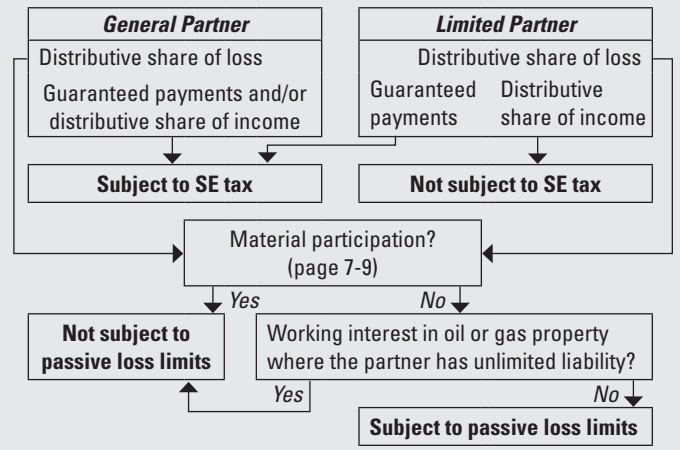 General Partner
Distributive share of loss
Guaranteed payments and/or
distributive share of income
Limited Partner
Distributive share of loss
Guaranteed
payments
Distributive
share of income
Subject to SE tax
Not subject to SE tax
Material participation?
(page 7-9)
Yes
No
Not subject to
passive loss limits
Working interest in oil or gas property
where the partner has unlimited liability?
Yes
No
Subject to passive loss limits